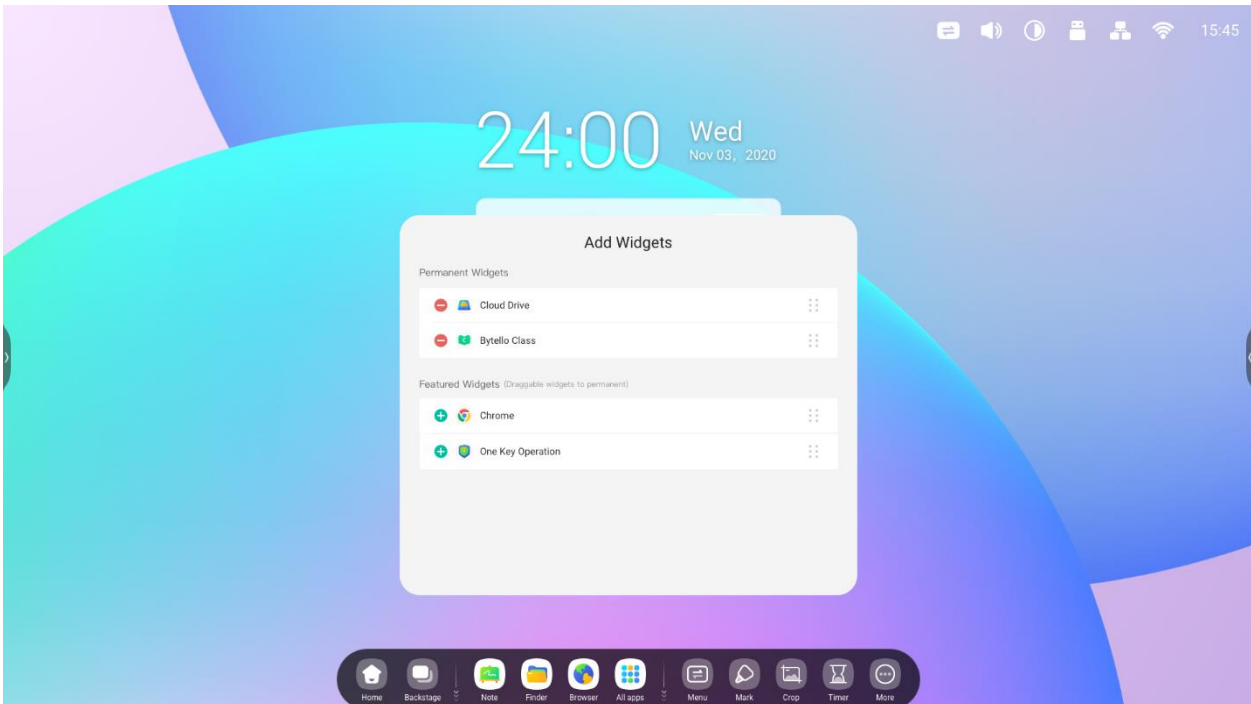 15:45
24:00
Wed
Nov 03, 2020
Add Widgets
Permanent Widgets
Cloud Drive
Bytello Class
Featured Widgets (Draggable widgets to permanent)
Chrome
One Key Operation
Home Backstage Note Finder Browser All apps Menu Mark Crop Timer More